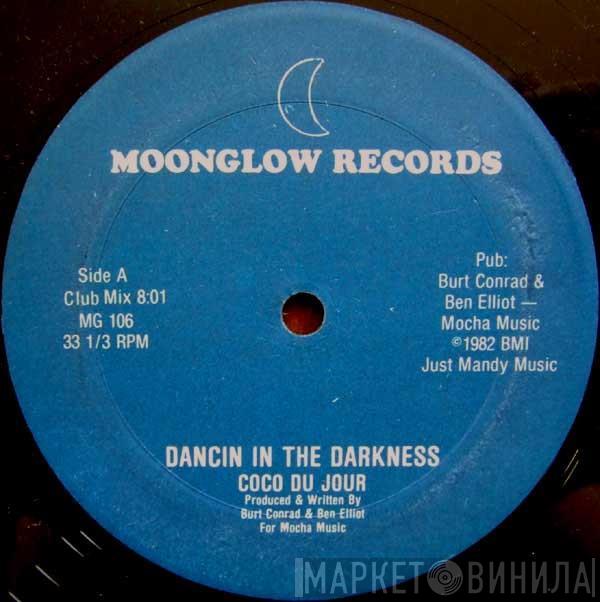 MOONGLOW RECORDS
Side A
Club Mix 8:01
MG 106
33 1/3 RPM
Pub:
Burt Conrad &
Ben Elliot —
Mocha Music
©1982 BMI
Just Mandy Music
DANCIN IN THE DARKNESS
COCO DU JOUR
Produced & Written By
Burt Conrad & Ben Elliot
For Mocha Music
МАРКЕТ ВИНИЛА